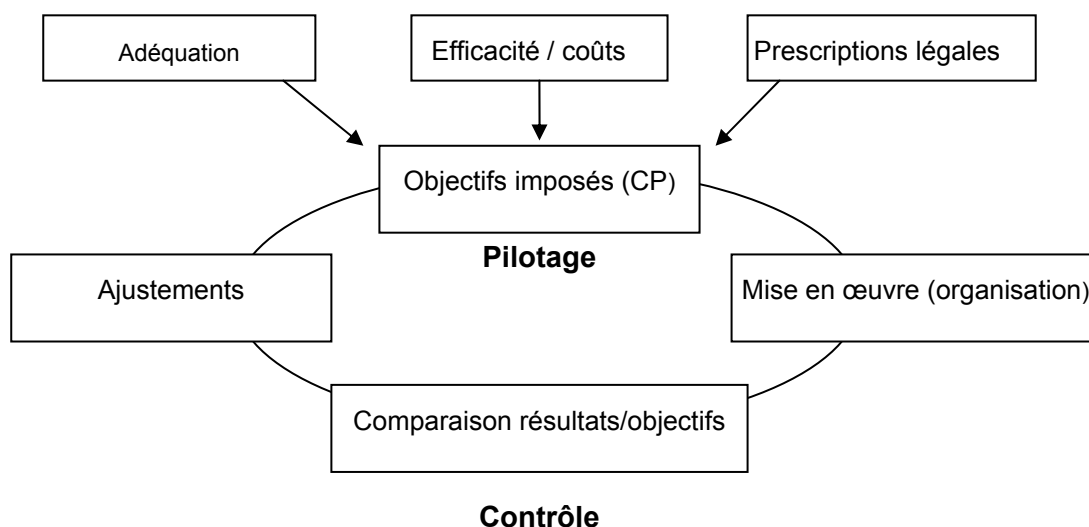 Adéquation
Efficacité / coûts
Prescriptions légales
Objectifs imposés (CP)
Pilotage
Ajustements
Mise en œuvre (organisation)
Comparaison résultats/objectifs
Contrôle